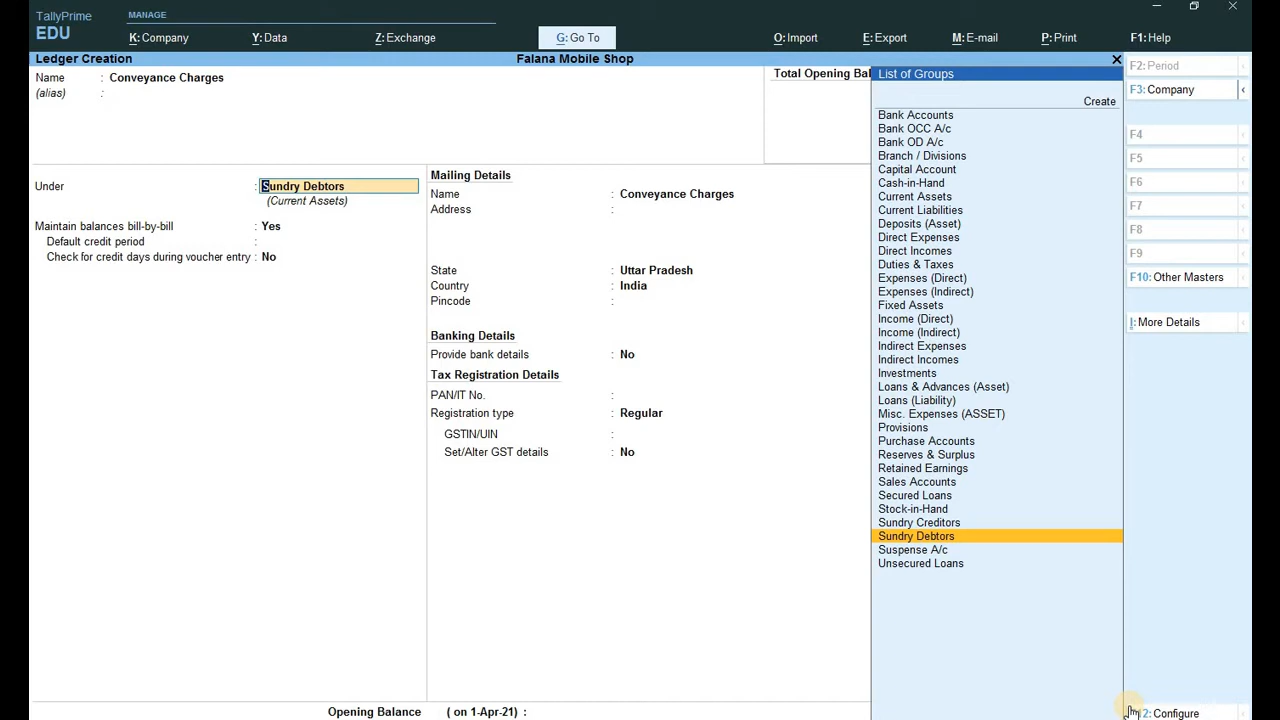 TallyPrime
EDU
MANAGE
K: Company
Y: Data
Z: Exchange
G: Go To
O: Import
E: Export
M: E-mail
P: Print
F1: Help
Ledger Creation
Falana Mobile Shop
Name : Conveyance Charges
(alias) :
Total Opening Bala
Under : Sundry Debtors
(Current Assets)
Maintain balances bill-by-bill : Yes
Default credit period :
Check for credit days during voucher entry : No
Mailing Details
Name : Conveyance Charges
Address :
State : Uttar Pradesh
Country : India
Pincode :
Banking Details
Provide bank details : No
Tax Registration Details
PAN/IT No. :
Registration type : Regular
GSTIN/UIN :
Set/Alter GST details : No
Opening Balance ( on 1-Apr-21) :
List of Groups
Create
Bank Accounts
Bank OCC A/c
Bank OD A/c
Branch / Divisions
Capital Account
Cash-in-Hand
Current Assets
Current Liabilities
Deposits (Asset)
Direct Expenses
Direct Incomes
Duties & Taxes
Expenses (Direct)
Expenses (Indirect)
Fixed Assets
Income (Direct)
Income (Indirect)
Indirect Expenses
Indirect Incomes
Investments
Loans & Advances (Asset)
Loans (Liability)
Misc. Expenses (ASSET)
Provisions
Purchase Accounts
Reserves & Surplus
Retained Earnings
Sales Accounts
Secured Loans
Stock-in-Hand
Sundry Creditors
Sundry Debtors
Suspense A/c
Unsecured Loans
F2: Period
F3: Company
F4
F5
F6
F7
F8
F9
F10: Other Masters
I: More Details
2: Configure